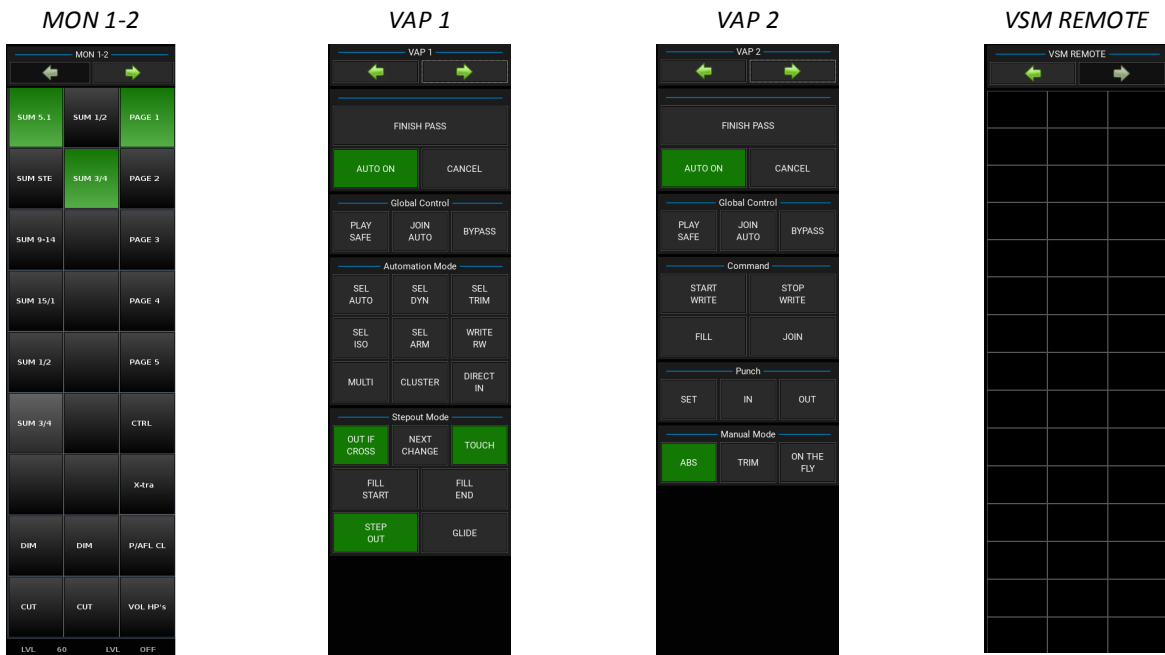 MON 1-2
VAP 1
VAP 2
VSM REMOTE
MON 1-2
SUM 5.1 SUM 1/2 PAGE 1
SUM STE SUM 3/4 PAGE 2
SUM 9-14 PAGE 3
SUM 15/1 PAGE 4
SUM 1/2 PAGE 5
SUM 3/4 CTRL
X-tra
DIM DIM P/AFL CL
CUT CUT VOL HP's
LVL 60 LVL OFF
VAP 1
FINISH PASS
AUTO ON CANCEL
Global Control
PLAY JOIN BYPASS
SAFE AUTO
Automation Mode
SEL SEL SEL
AUTO DYN TRIM
SEL SEL WRITE
ISO ARM RW
MULTI CLUSTER DIRECT
IN
Stepout Mode
OUT IF NEXT TOUCH
CROSS CHANGE
FILL FILL
START END
STEP GLIDE
OUT
VAP 2
FINISH PASS
AUTO ON CANCEL
Global Control
PLAY JOIN BYPASS
SAFE AUTO
Command
START STOP
WRITE WRITE
FILL JOIN
Punch
SET IN OUT
Manual Mode
ABS TRIM ON THE
FLY
VSM REMOTE